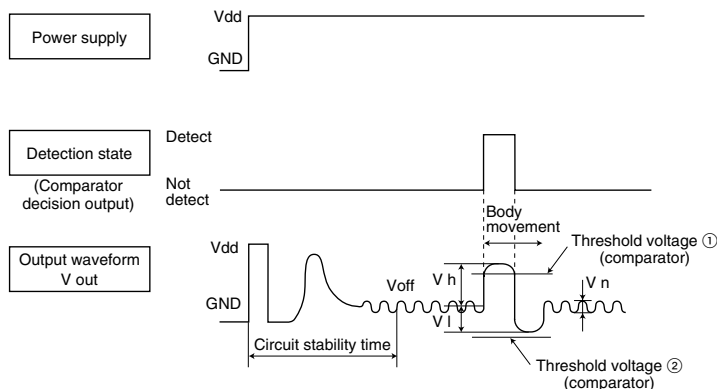 Power supply
Vdd
GND
Detection state
(Comparator
decision output)
Detect
Not
detect
Body
movement
Output waveform
V out
Vdd
GND
Voff
V h
V l
V n
Threshold voltage ①
(comparator)
Circuit stability time
Threshold voltage ②
(comparator)